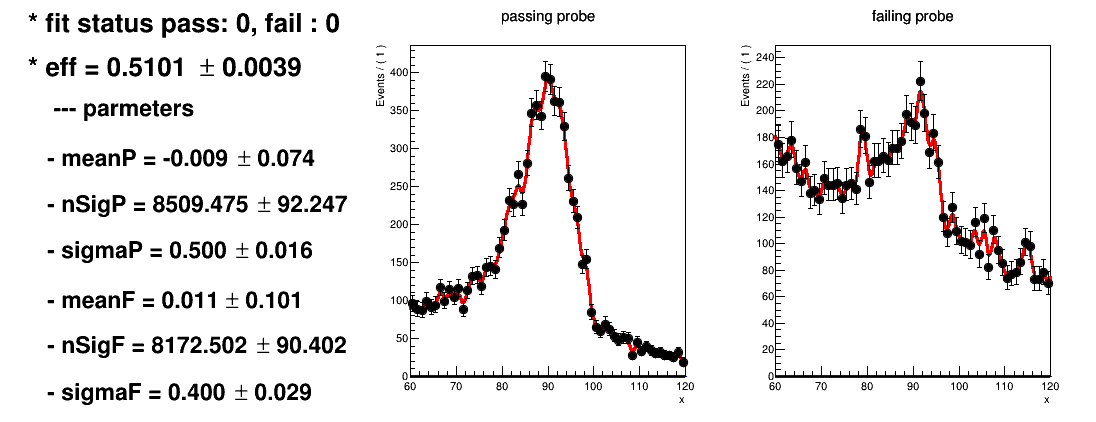 * fit status pass: 0, fail : 0
* eff = 0.5101 ± 0.0039
--- parmeters
- meanP = -0.009 ± 0.074
- nSigP = 8509.475 ± 92.247
- sigmaP = 0.500 ± 0.016
- meanF = 0.011 ± 0.101
- nSigF = 8172.502 ± 90.402
- sigmaF = 0.400 ± 0.029
passing probe
Events / ( 1 )
400
350
300
250
200
150
100
50
0
60 70 80 90 100 110 120
x
failing probe
Events / ( 1 )
240
220
200
180
160
140
120
100
80
60
40
20
0
60 70 80 90 100 110 120
x